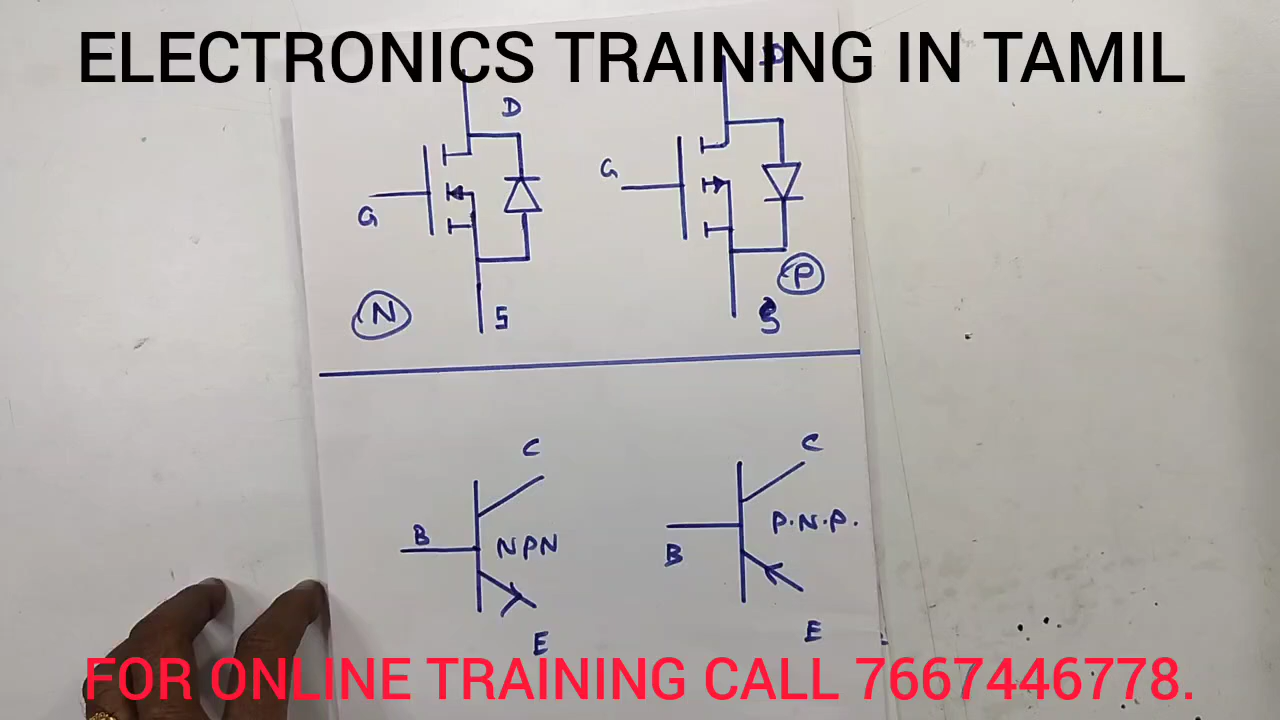 ELECTRONICS TRAINING IN TAMIL
D
D
G
G
N
S
P
S
C
C
B
NPN
P.N.P.
B
E
E
FOR ONLINE TRAINING CALL 7667446778.